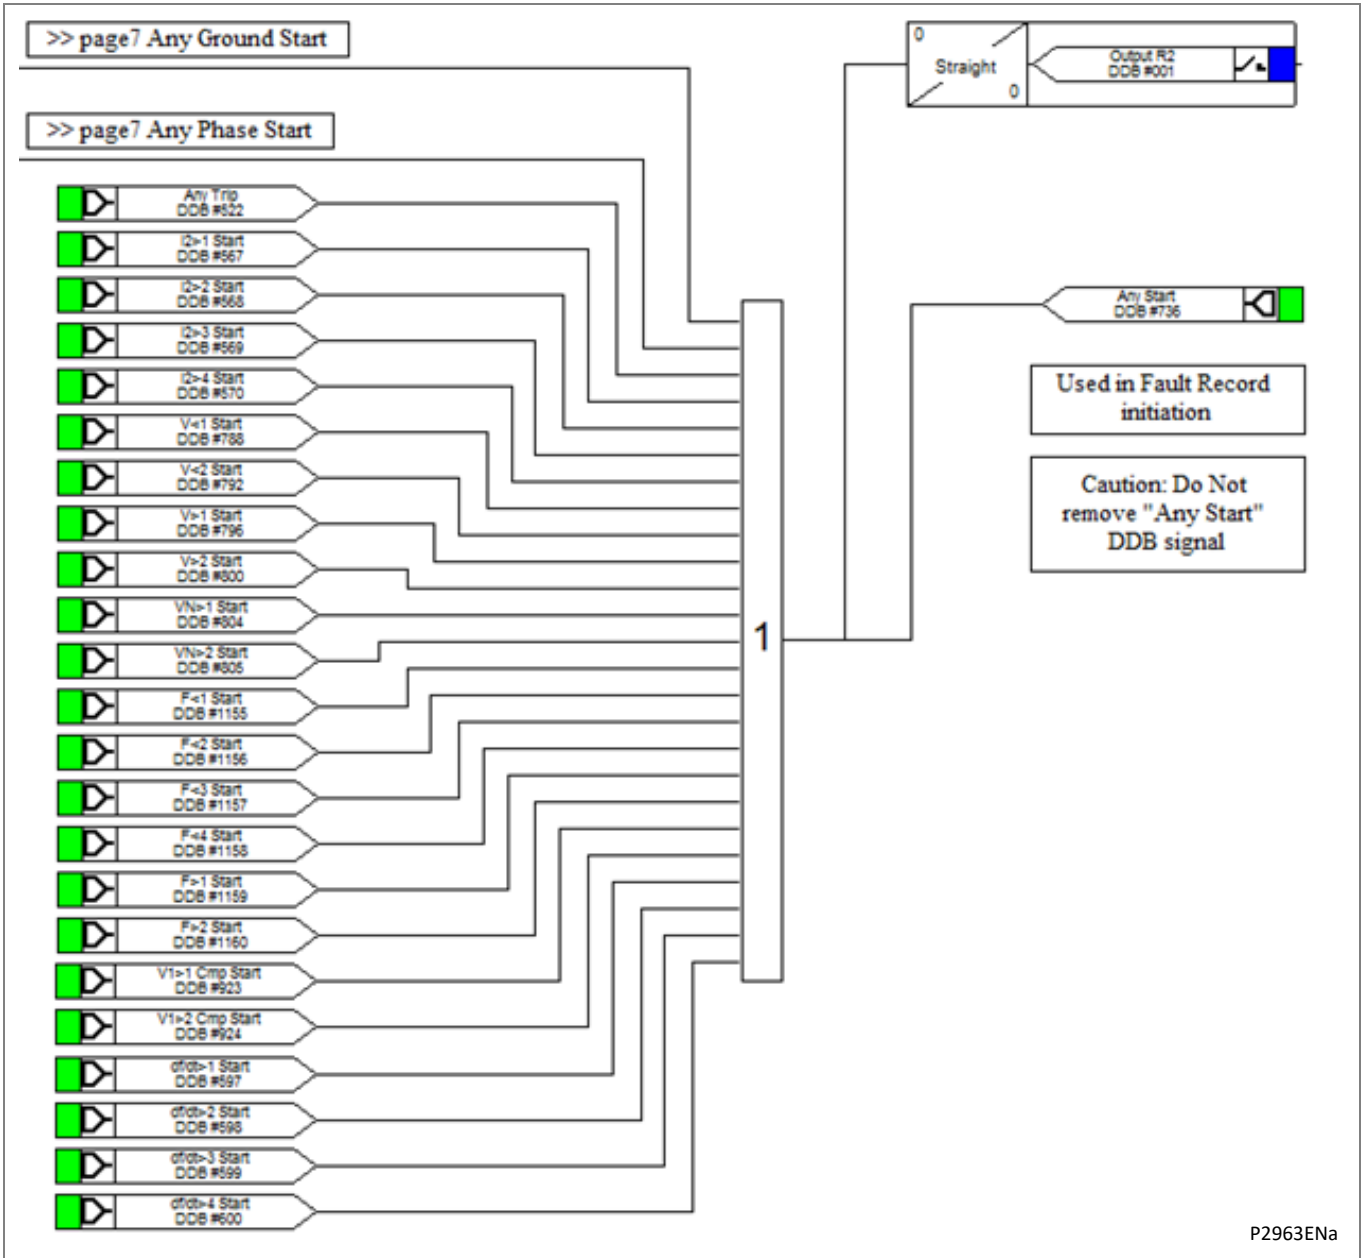 >> page7 Any Ground Start
>> page7 Any Phase Start
Any Trip
DDB #522
I2>1 Start
DDB #567
I2>2 Start
DDB #568
I2>3 Start
DDB #569
I2>4 Start
DDB #570
V<1 Start
DDB #788
V<2 Start
DDB #792
V>1 Start
DDB #796
V>2 Start
DDB #800
VN>1 Start
DDB #804
VN>2 Start
DDB #805
F<1 Start
DDB #1155
F<2 Start
DDB #1156
F<3 Start
DDB #1157
F<4 Start
DDB #1158
F>1 Start
DDB #1159
F>2 Start
DDB #1160
V1>1 Cmp Start
DDB #923
V1>2 Cmp Start
DDB #924
df/dt>1 Start
DDB #597
df/dt>2 Start
DDB #598
df/dt>3 Start
DDB #599
df/dt>4 Start
DDB #600
1
0
Straight
0
Output R2
DDB #001
Any Start
DDB #736
Used in Fault Record
initiation
Caution: Do Not
remove "Any Start"
DDB signal
P2963ENa